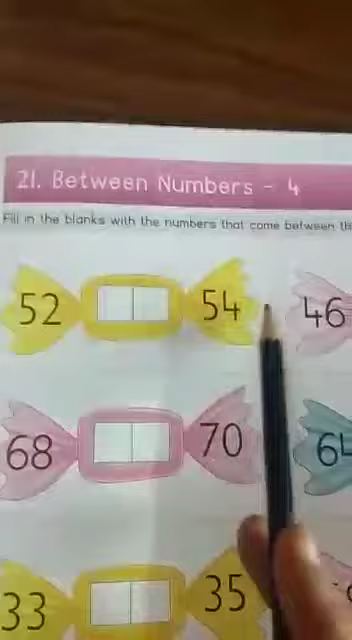 21. Between Numbers - 4
Fill in the blanks with the numbers that come between
52 54 46
68 70 64
33 35